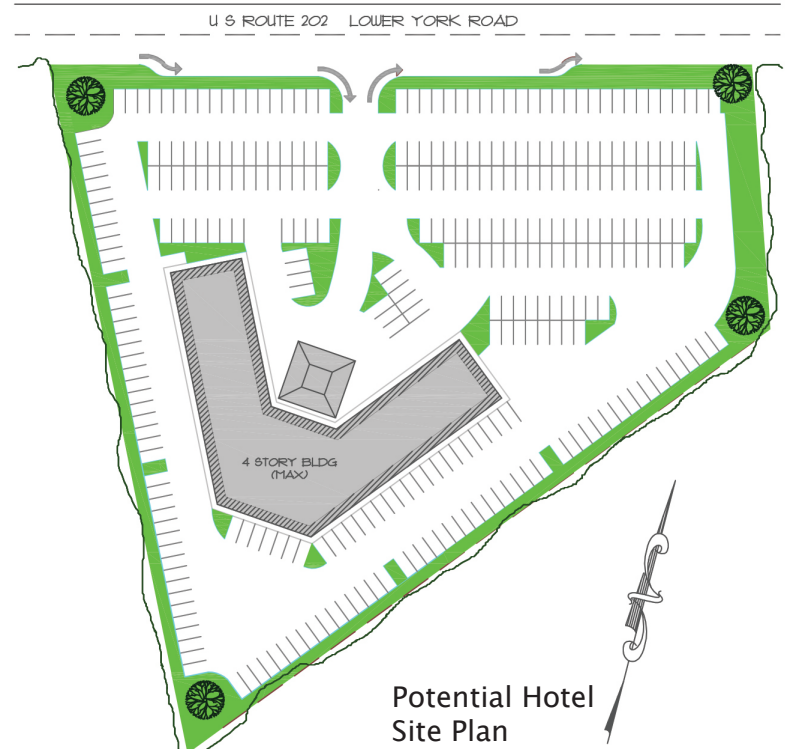 U S ROUTE 202 LOWER YORK ROAD
4 STORY BLDG
(MAX)
Potential Hotel
Site Plan